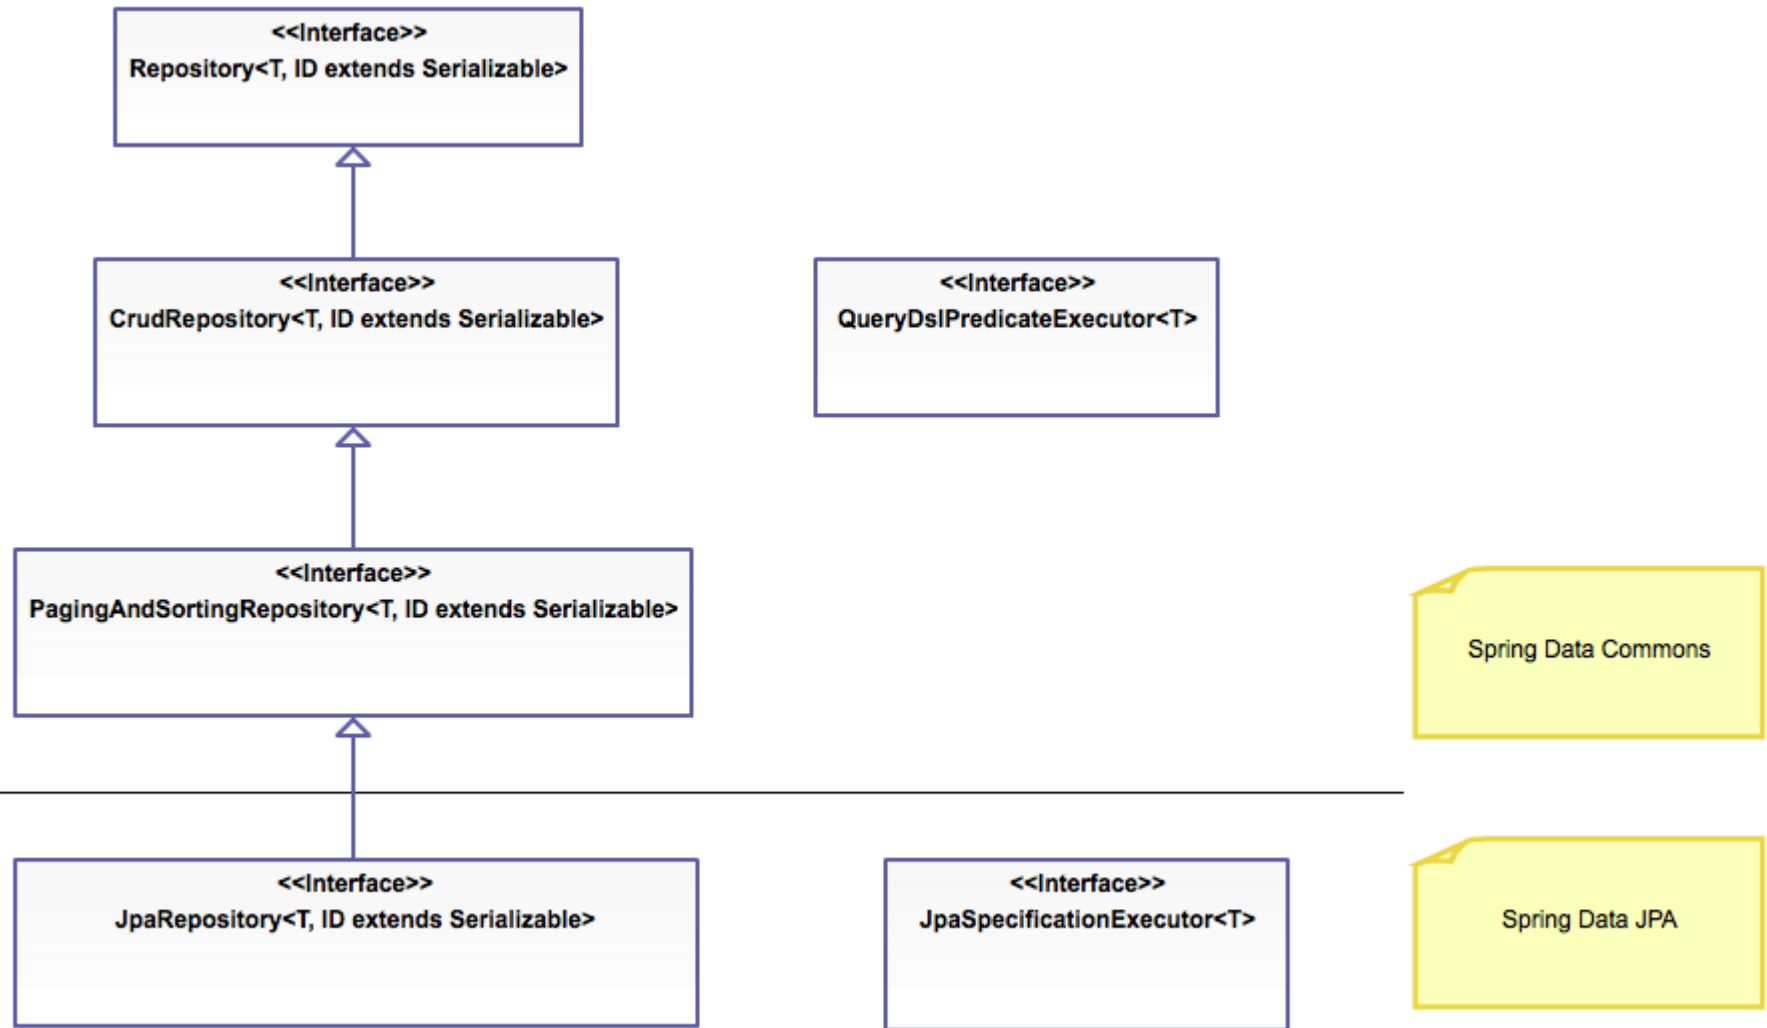 <<Interface>>
Repository<T, ID extends Serializable>
<<Interface>>
CrudRepository<T, ID extends Serializable>
<<Interface>>
QueryDslPredicateExecutor<T>
<<Interface>>
PagingAndSortingRepository<T, ID extends Serializable>
Spring Data Commons
<<Interface>>
JpaRepository<T, ID extends Serializable>
<<Interface>>
JpaSpecificationExecutor<T>
Spring Data JPA